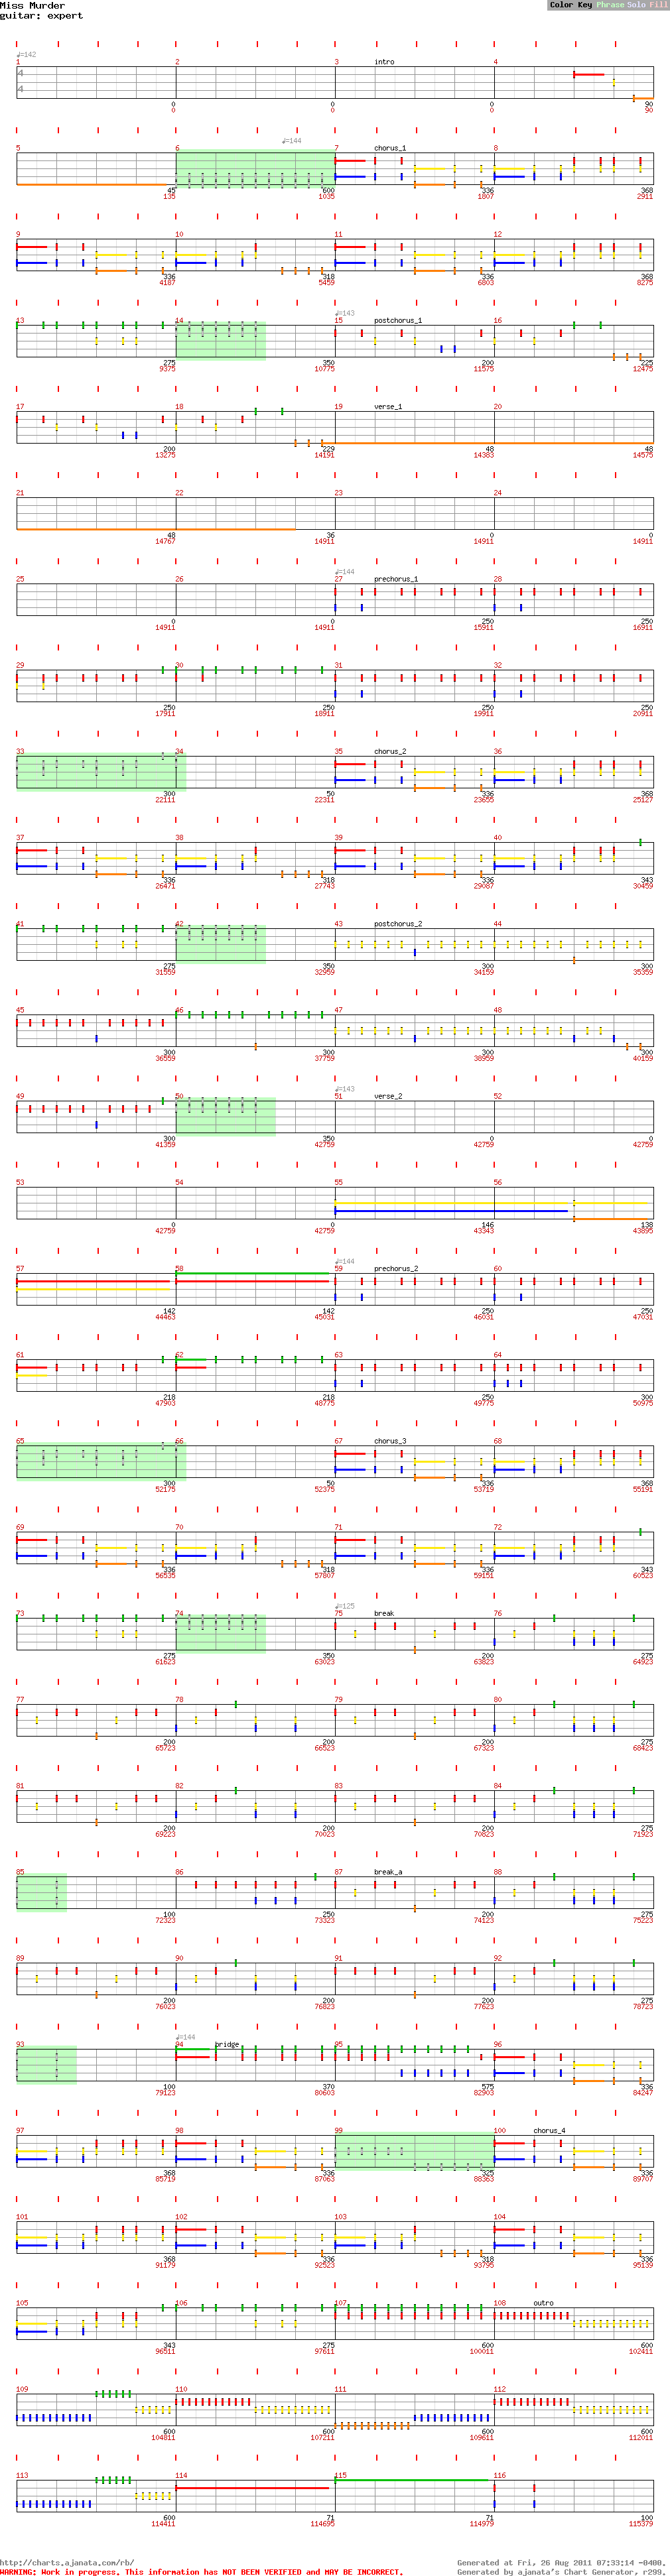 Miss Murder
Color Key Phrase Solo Fill
guitar: expert
♩=142
1 2 3 intro 4
4
4
0 0 0 90
0 0 0 90
♩=144
5 6 7 chorus_1 8
45 600 336 368
135 1035 1807 2911
9 10 11 12
336 318 336 368
4187 5459 6803 8275
♩=143
13 14 15 postchorus_1 16
275 350 200 225
9375 10775 11575 12475
17 18 19 verse_1 20
200 229 48 48
13275 14191 14383 14575
21 22 23 24
48 36 0 0
14767 14911 14911 14911
♩=144
25 26 27 prechorus_1 28
0 0 250 250
14911 14911 15911 16911
29 30 31 32
250 250 250 250
17911 18911 19911 20911
33 34 35 chorus_2 36
300 50 336 368
22111 22311 23655 25127
37 38 39 40
336 318 336 343
26471 27743 29087 30459
41 42 43 postchorus_2 44
275 350 300 300
31559 32959 34159 35359
45 46 47 48
300 300 300 300
36559 37759 38959 40159
♩=143
49 50 51 verse_2 52
300 350 0 0
41359 42759 42759 42759
53 54 55 56
0 0 146 138
42759 42759 43343 43895
♩=144
57 58 59 prechorus_2 60
142 142 250 250
44463 45031 46031 47031
61 62 63 64
218 218 250 300
47903 48775 49775 50975
65 66 67 chorus_3 68
300 50 336 368
52175 52375 53719 55191
69 70 71 72
336 318 336 343
56535 57807 59151 60523
♩=125
73 74 75 break 76
275 350 200 275
61623 63023 63823 64923
77 78 79 80
200 200 200 275
65723 66523 67323 68423
81 82 83 84
200 200 200 275
69223 70023 70823 71923
85 86 87 break_a 88
100 250 200 275
72323 73323 74123 75223
89 90 91 92
200 200 200 275
76023 76823 77623 78723
♩=144
93 94 bridge 95 96
100 370 575 336
79123 80603 82903 84247
97 98 99 100 chorus_4
368 336 325 336
85719 87063 88363 89707
101 102 103 104
368 336 318 336
91179 92523 93795 95139
105 106 107 108 outro
343 275 600 600
96511 97611 100011 102411
109 110 111 112
600 600 600 600
104811 107211 109611 112011
113 114 115 116
600 71 71 100
114411 114695 114979 115379
http://charts.ajanata.com/rb/
Generated at Fri, 26 Aug 2011 07:33:14 -0400.
WARNING: Work in progress. This information has NOT BEEN VERIFIED and MAY BE INCORRECT.
Generated by ajanata's Chart Generator, r299.